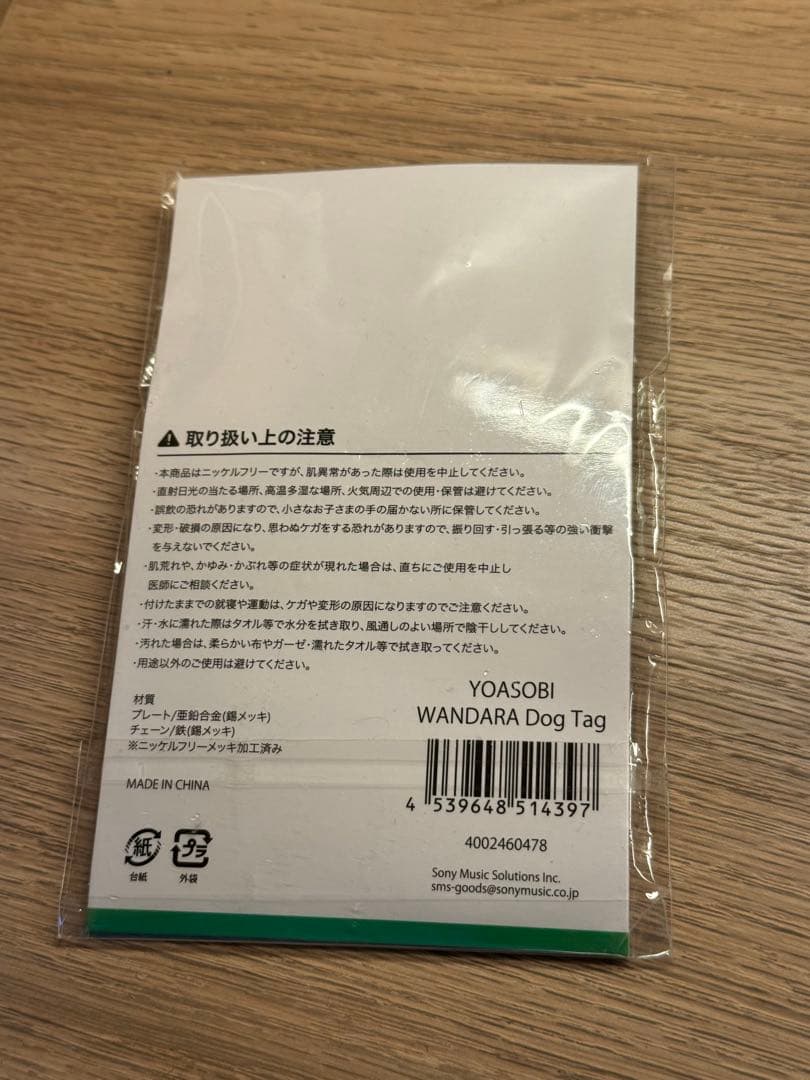 取り扱い上の注意
・本商品はニッケルフリーですが、肌異常があった際は使用を中止してください。
・直射日光の当たる場所、高温多湿な場所、火気周辺での使用・保管は避けてください。
・誤飲の恐れがありますので、小さなお子さまの手の届かない所に保管してください。
・変形・破損の原因になり、思わぬケガをする恐れがありますので、振り回す・引っ張る等の強い衝撃
を与えないでください。
・肌荒れや、かゆみ・かぶれ等の症状が現れた場合は、直ちにご使用を中止し
医師にご相談ください。
・付けたままでの就寝や運動は、ケガや変形の原因になりますのでご注意ください。
・汗・水に濡れた際はタオル等で水分を拭き取り、風通しのよい場所で陰干ししてください。
・汚れた場合は、柔らかい布やガーゼ・濡れたタオル等で拭き取ってください。
・用途以外のご使用は避けてください。
材質
プレート/亜鉛合金(錫メッキ)
チェーン/鉄(錫メッキ)
※ニッケルフリーメッキ加工済み
MADE IN CHINA
紙
台紙
プラ
外袋
YOASOBI
WANDARA Dog Tag
4 539648 514397
4002460478
Sony Music Solutions Inc.
sms-goods@sonymusic.co.jp